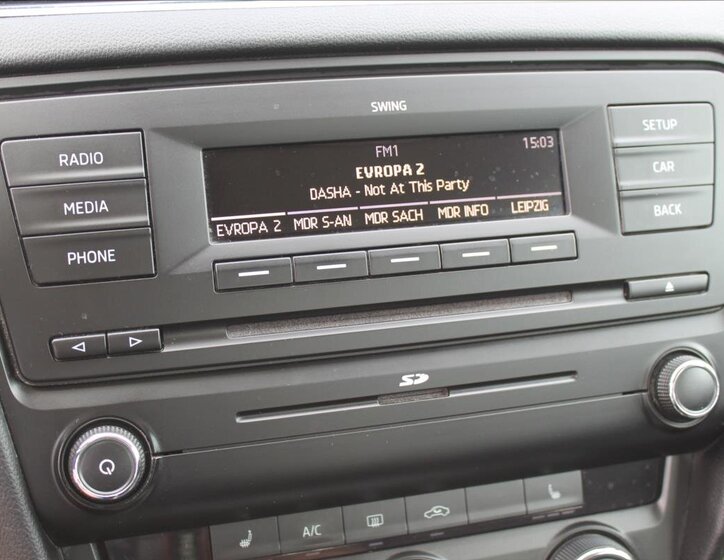 SWING
RADIO
MEDIA
PHONE
FM1 15:03
EVROPA 2
DASHA - Not At This Party
EVROPA 2 MDR S-AN MDR SACH MDR INFO LEIPZIG
SETUP
CAR
BACK
SD
A/C